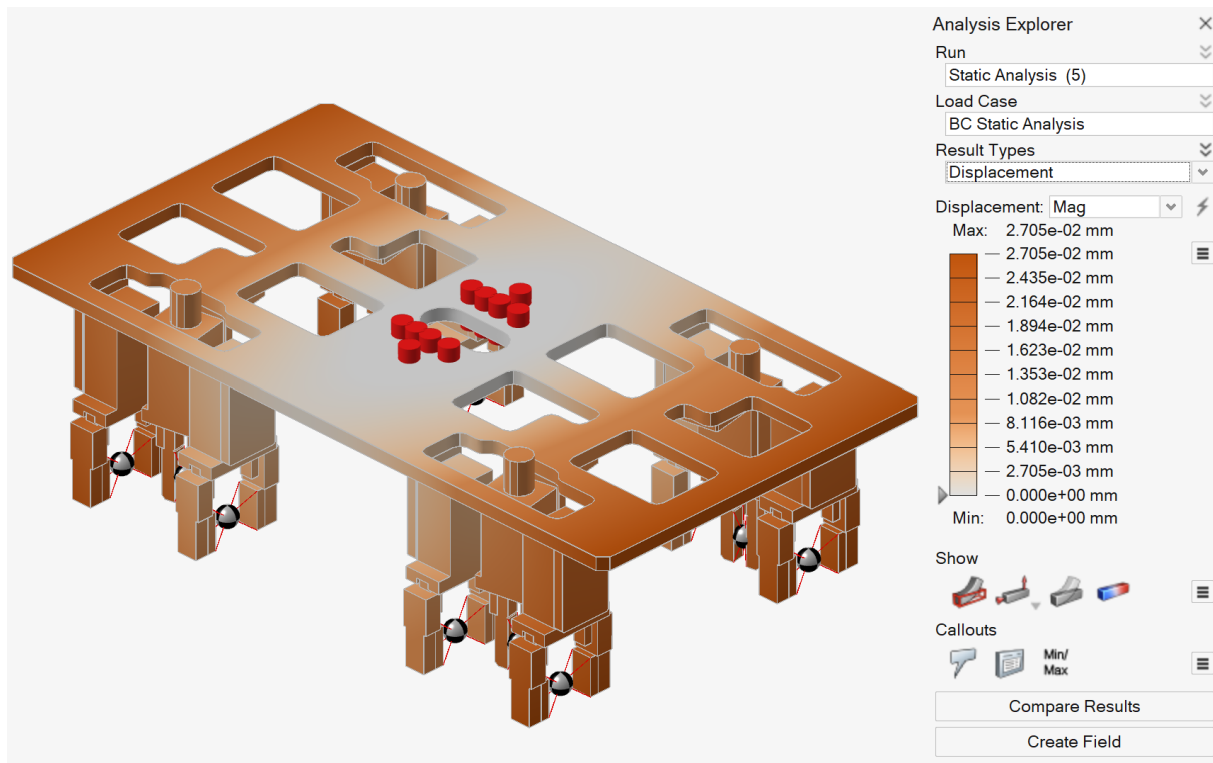 Analysis Explorer
Run
Static Analysis (5)
Load Case
BC Static Analysis
Result Types
Displacement
Displacement: Mag
Max: 2.705e-02 mm
2.705e-02 mm
2.435e-02 mm
2.164e-02 mm
1.894e-02 mm
1.623e-02 mm
1.353e-02 mm
1.082e-02 mm
8.116e-03 mm
5.410e-03 mm
2.705e-03 mm
0.000e+00 mm
Min: 0.000e+00 mm
Show
Callouts
Min/
Max
Compare Results
Create Field